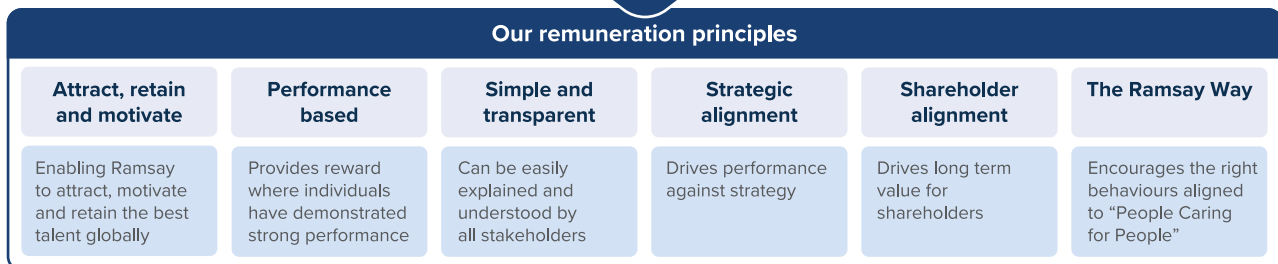 Our remuneration principles
Attract, retain
and motivate
Enabling Ramsay
to attract, motivate
and retain the best
talent globally
Performance
based
Provides reward
where individuals
have demonstrated
strong performance
Simple and
transparent
Can be easily
explained and
understood by
all stakeholders
Strategic
alignment
Drives performance
against strategy
Shareholder
alignment
Drives long term
value for
shareholders
The Ramsay Way
Encourages the right
behaviours aligned
to “People Caring
for People”